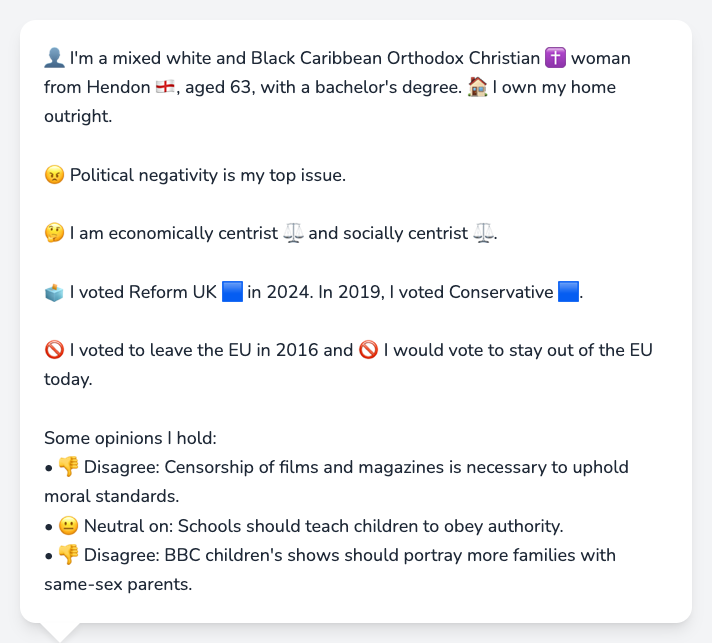 👤 I'm a mixed white and Black Caribbean Orthodox Christian ✝️ woman
from Hendon 🏴󠁧󠁢󠁥󠁮󠁧󠁿, aged 63, with a bachelor's degree. 🏠 I own my home
outright.
😠 Political negativity is my top issue.
🤔 I am economically centrist ⚖️ and socially centrist ⚖️.
🗳️ I voted Reform UK 🟦 in 2024. In 2019, I voted Conservative 🟦.
🚫 I voted to leave the EU in 2016 and 🚫 I would vote to stay out of the EU
today.
Some opinions I hold:
• 👎 Disagree: Censorship of films and magazines is necessary to uphold
moral standards.
• 😐 Neutral on: Schools should teach children to obey authority.
• 👎 Disagree: BBC children's shows should portray more families with
same-sex parents.